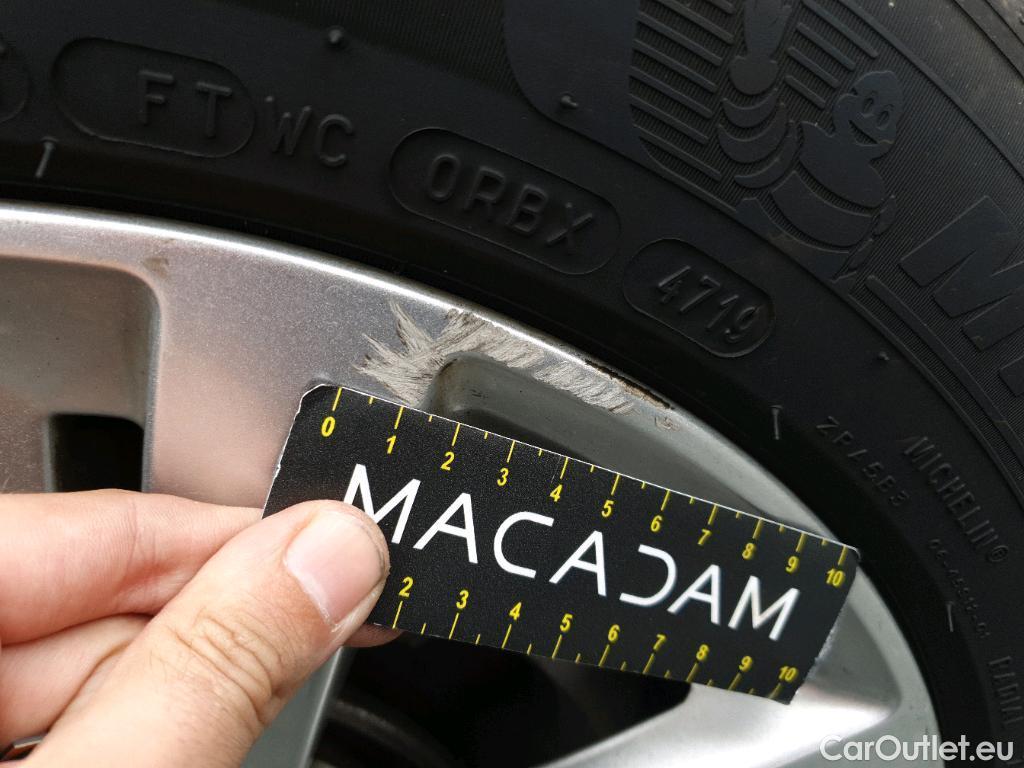 FT WC
ORBX
4719
MICHELIN®
0 1 2 3 4 5 6 7 8 9 10
MACADAM
2 3 4 5 6 7 8 9 10
CarOutlet.eu